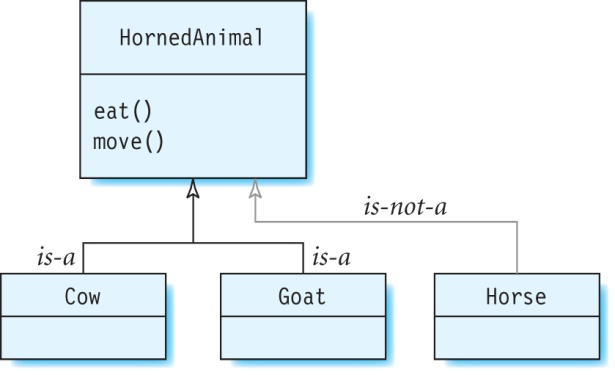 HornedAnimal
eat()
move()
is-not-a
is-a
is-a
Cow
Goat
Horse